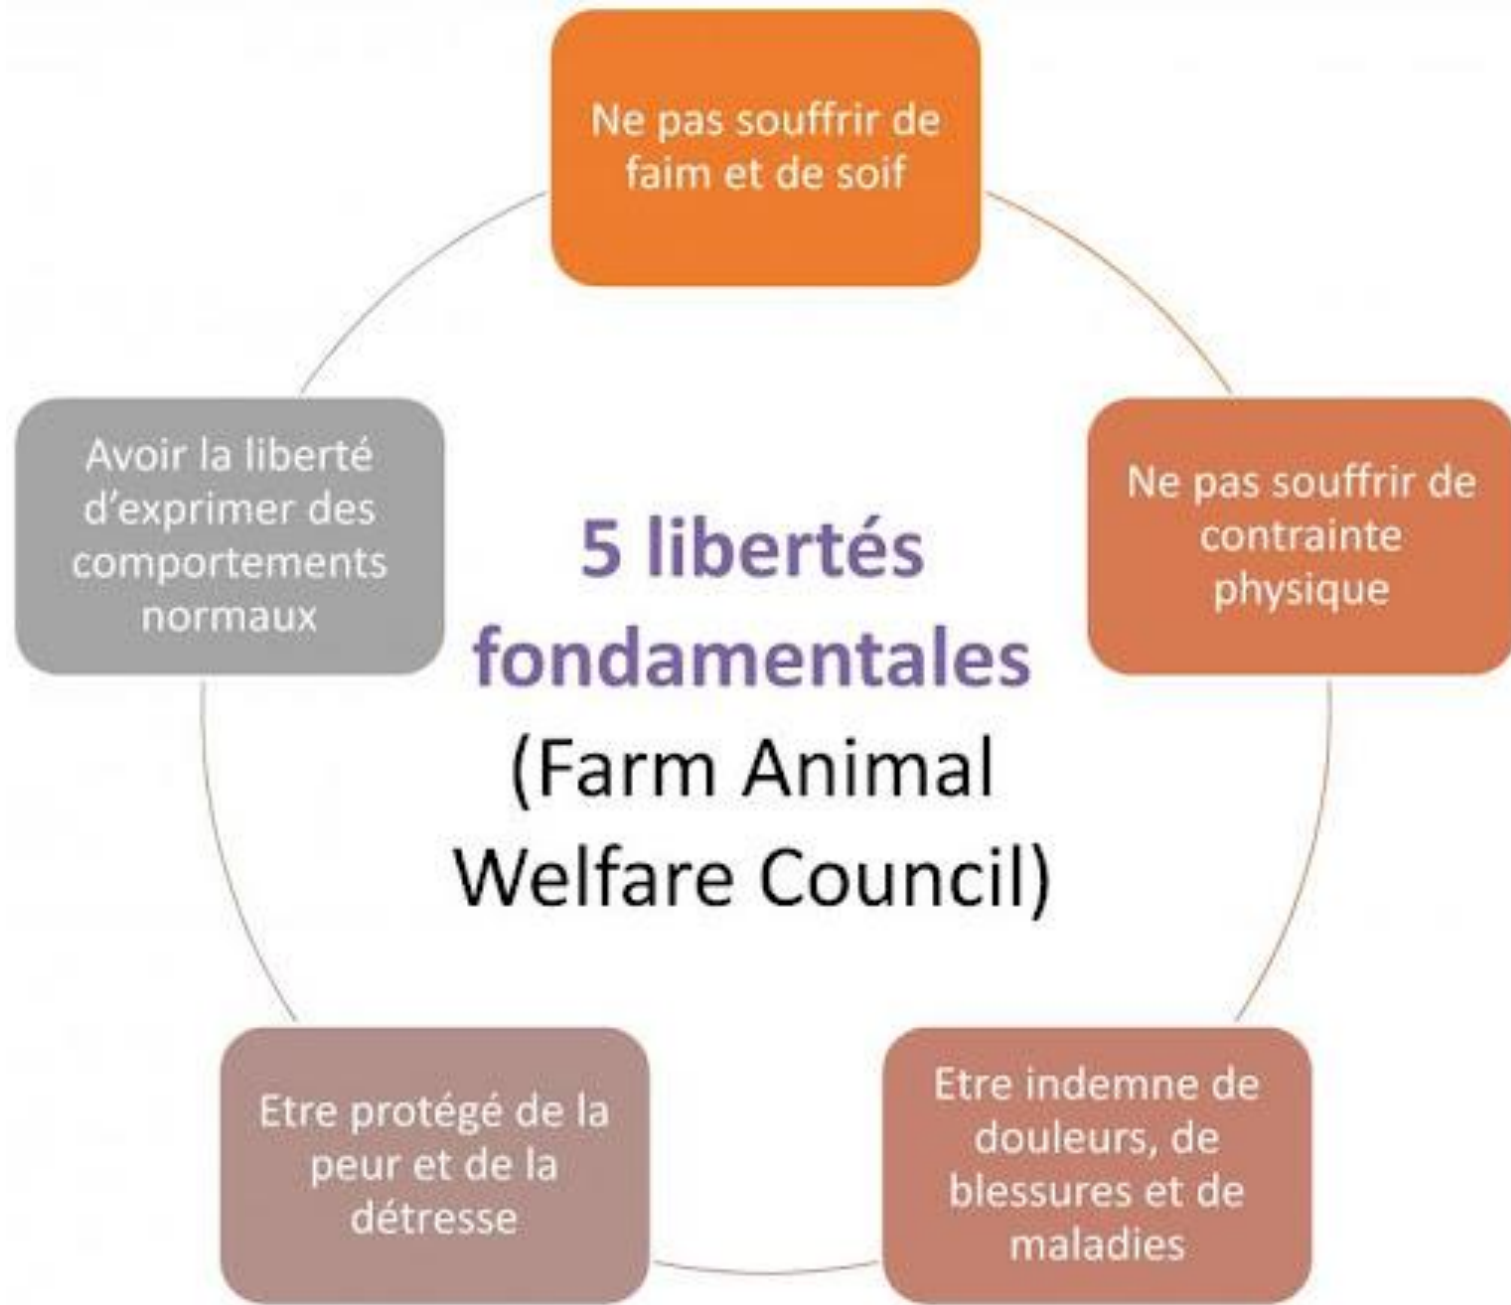 Ne pas souffrir de
faim et de soif
Ne pas souffrir de
contrainte
physique
Etre indemne de
douleurs, de
blessures et de
maladies
Etre protégé de la
peur et de la
détresse
Avoir la liberté
d’exprimer des
comportements
normaux
5 libertés
fondamentales
(Farm Animal
Welfare Council)